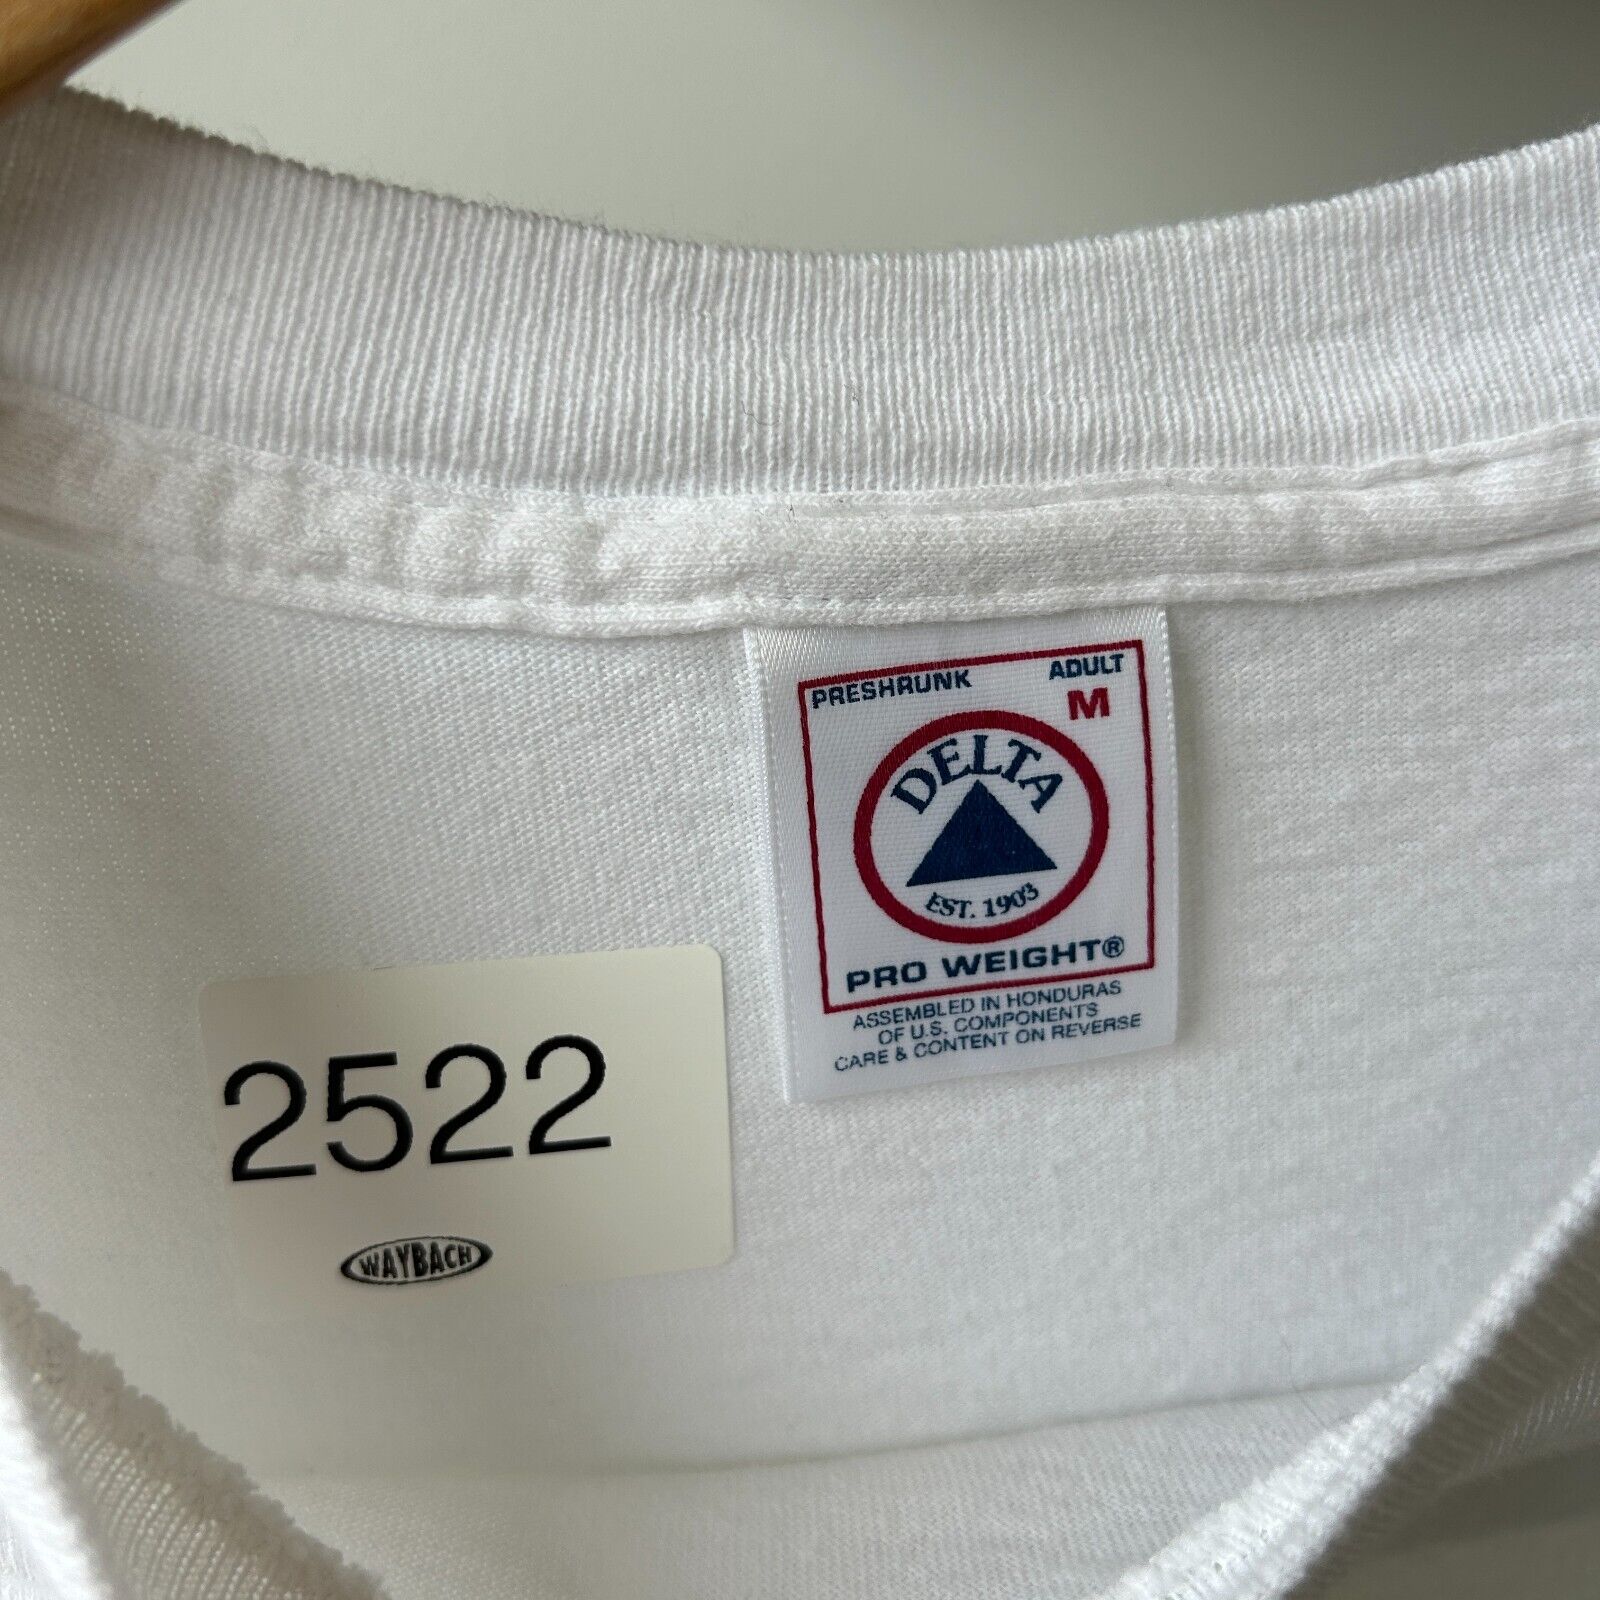 PRESHRUNK
ADULT
M
DELTA
EST. 1903
PRO WEIGHT®
ASSEMBLED IN HONDURAS
OF U.S. COMPONENTS
CARE & CONTENT ON REVERSE
2522
WAYBACH